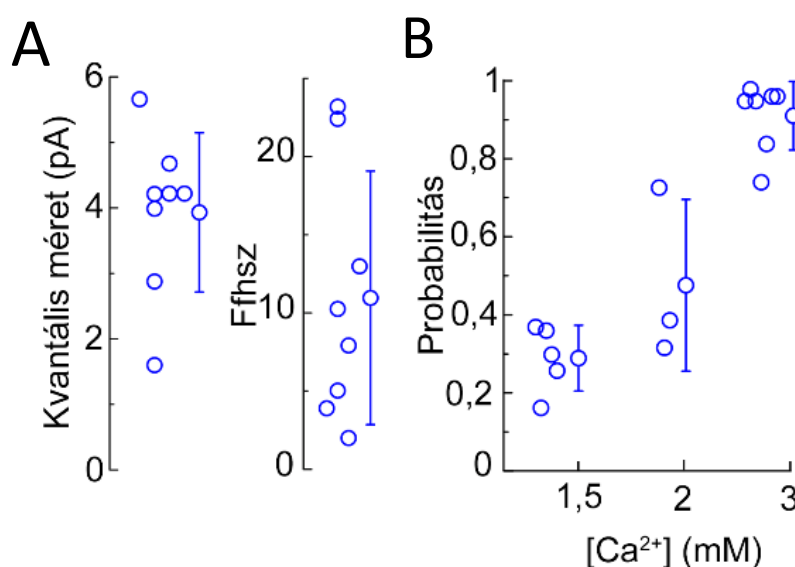 A
Kvantális méret (pA)
6
4
2
0
Ffhsz
20
10
0
B
Probabilitás
1
0,8
0,6
0,4
0,2
0
1,5
2
3
[Ca²⁺] (mM)